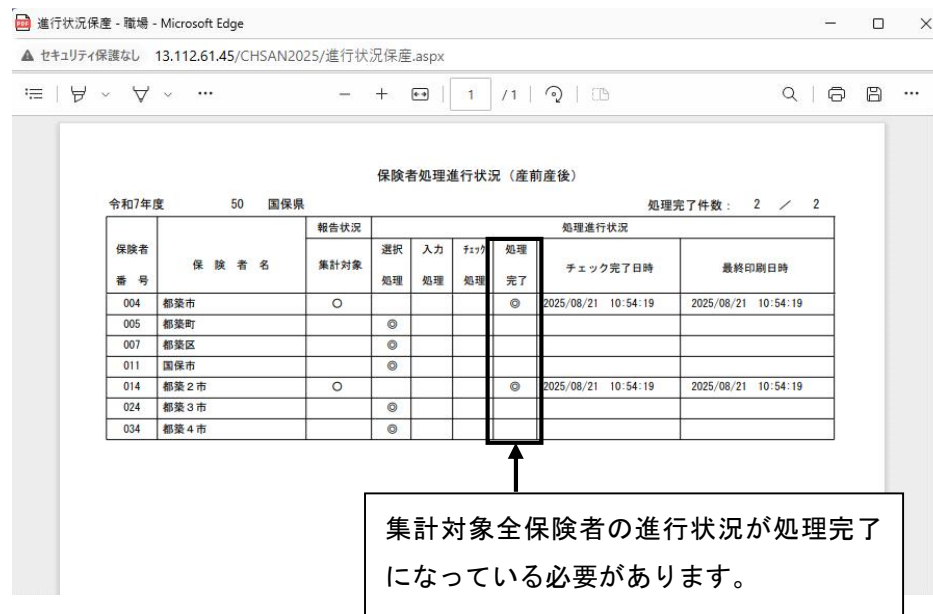 進行状況保産 - 職場 - Microsoft Edge
セキュリティ保護なし 13.112.61.45/CHSAN2025/進行状況保産.aspx
1 / 1
保険者処理進行状況（産前産後）
令和7年度 50 国保県 処理完了件数： 2 ／ 2
報告状況 処理進行状況
保険者 選択 入力 ﾁｪｯｸ 処理
保険者名 集計対象 チェック完了日時 最終印刷日時
番号 処理 処理 処理 完了
004 都築市 ○ ◎ 2025/08/21 10:54:19 2025/08/21 10:54:19
005 都築町 ◎
007 都築区 ◎
011 国保市 ◎
014 都築２市 ○ ◎ 2025/08/21 10:54:19 2025/08/21 10:54:19
024 都築３市 ◎
034 都築４市 ◎
集計対象全保険者の進行状況が処理完了
になっている必要があります。